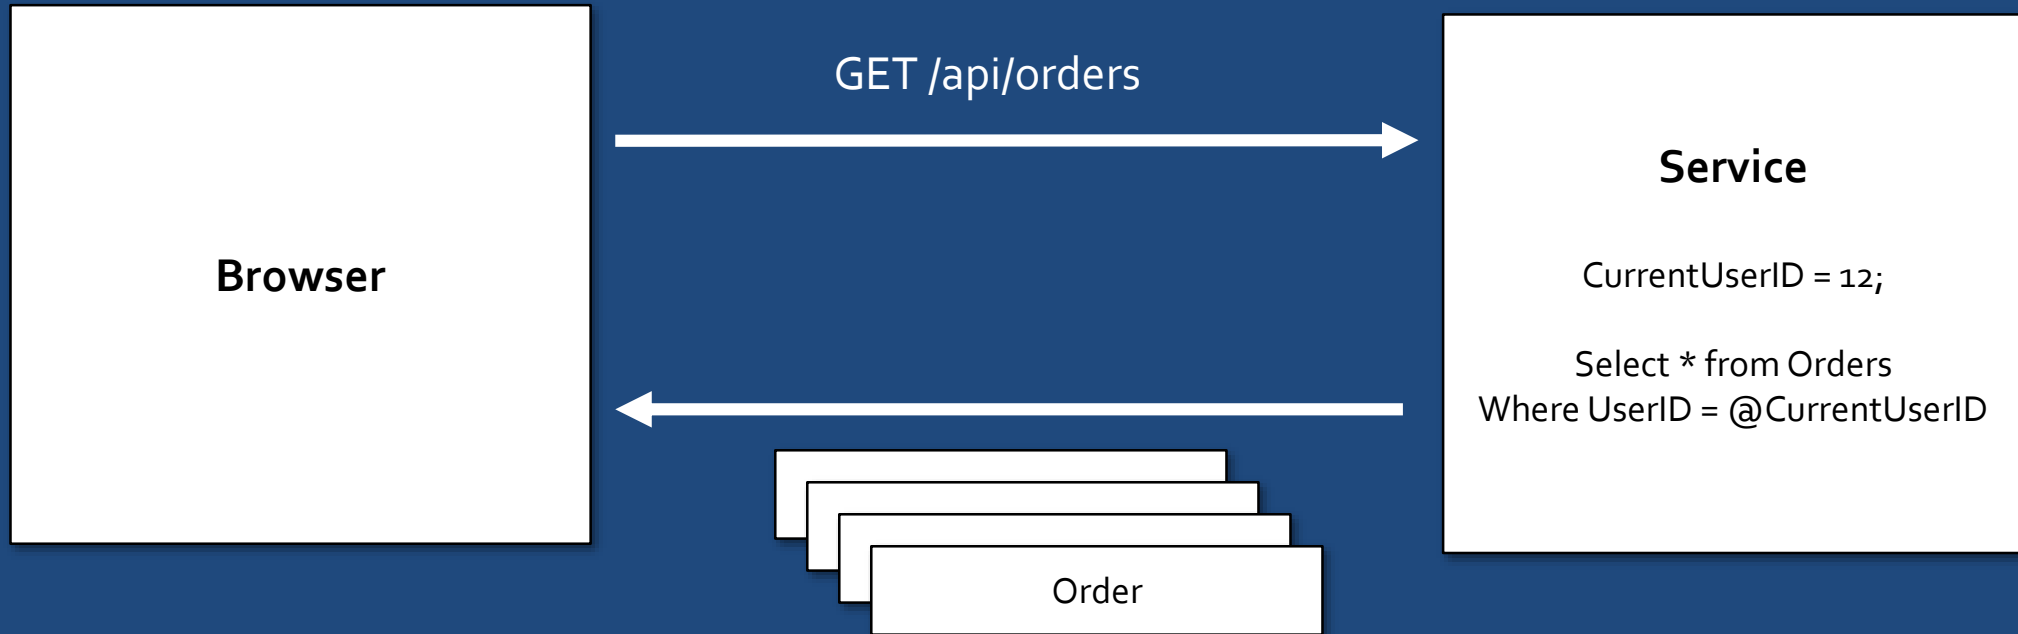 GET /api/orders
Browser
Service
CurrentUserID = 12;
Select * from Orders
Where UserID = @CurrentUserID
Order